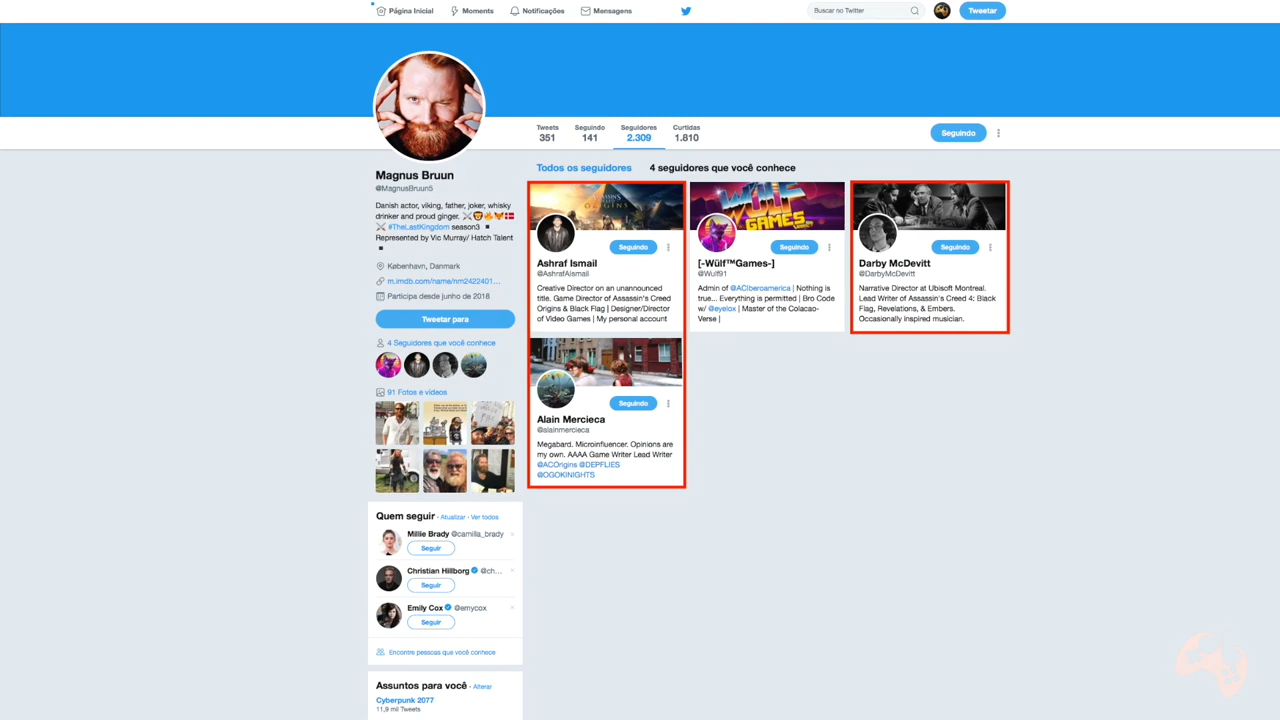 Página Inicial
Moments
Notificações
Mensagens
Buscar no Twitter
Tweetar
Tweets
351
Seguindo
141
Seguidores
2.309
Curtidas
1.810
Seguindo
Magnus Bruun
@MagnusBruun5
Danish actor, viking, father, joker, whisky
drinker and proud ginger. ⚔️🦁🔥🦊🇩🇰
⚔️ #TheLastKingdom season3 ▪️
Represented by Vic Murray/ Hatch Talent
▪️
København, Danmark
m.imdb.com/name/nm2422401...
Participa desde junho de 2018
Tweetar para
4 Seguidores que você conhece
91 Fotos e vídeos
Quem seguir · Atualizar · Ver todos
Millie Brady @camilla_brady
Seguir
Christian Hillborg @ch...
Seguir
Emily Cox @emycox
Seguir
Encontre pessoas que você conhece
Assuntos para você · Alterar
Cyberpunk 2077
11,9 mil Tweets
Todos os seguidores
4 seguidores que você conhece
ORIGINS
Seguindo
Ashraf Ismail
@AshrafAIsmail
Creative Director on an unannounced
title. Game Director of Assassin's Creed
Origins & Black Flag | Designer/Director
of Video Games | My personal account
WÜLF
GAMES
Seguindo
[-Wülf™Games-]
@Wulf91
Admin of @ACIberoamerica | Nothing is
true... Everything is permitted | Bro Code
w/ @eyelox | Master of the Colacao-
Verse |
Seguindo
Darby McDevitt
@DarbyMcDevitt
Narrative Director at Ubisoft Montreal.
Lead Writer of Assassin's Creed 4: Black
Flag, Revelations, & Embers.
Occasionally inspired musician.
Seguindo
Alain Mercieca
@alainmercieca
Megabard. Microinfluencer. Opinions are
my own. AAAA Game Writer Lead Writer
@ACOrigins @DEPFLIES
@OGOKINIGHTS